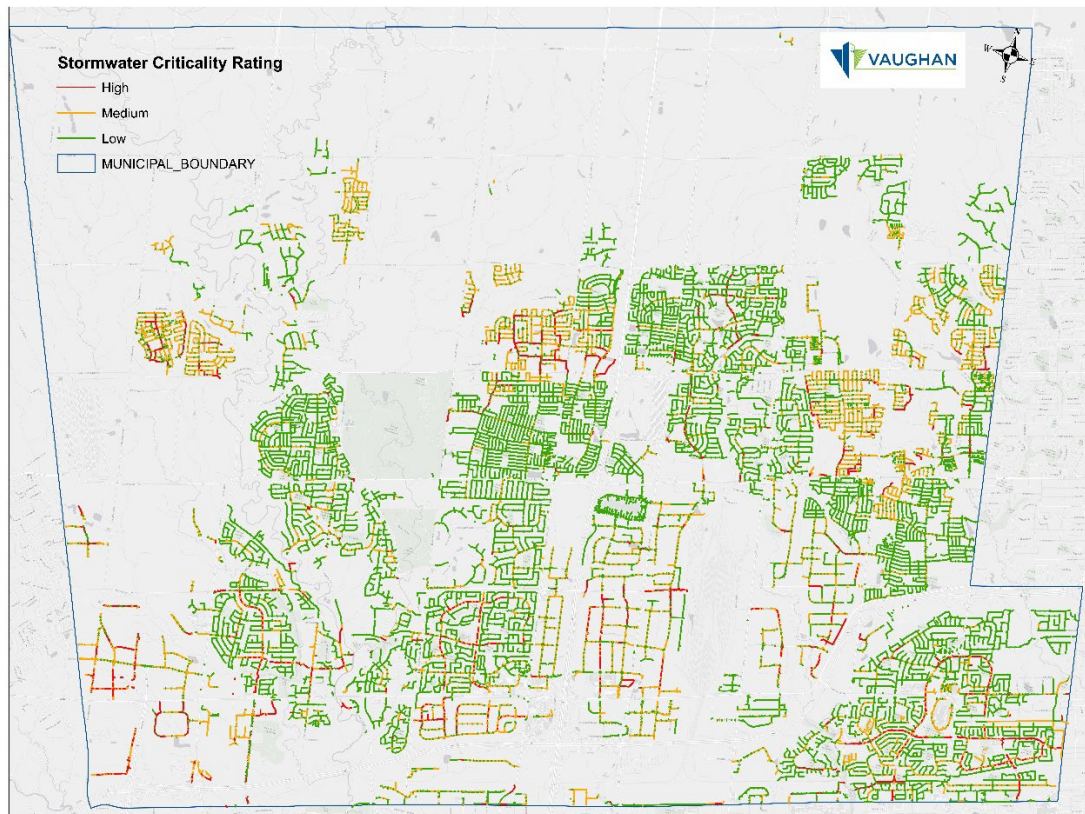 Stormwater Criticality Rating
High
Medium
Low
MUNICIPAL_BOUNDARY
VAUGHAN
N
W
E
S